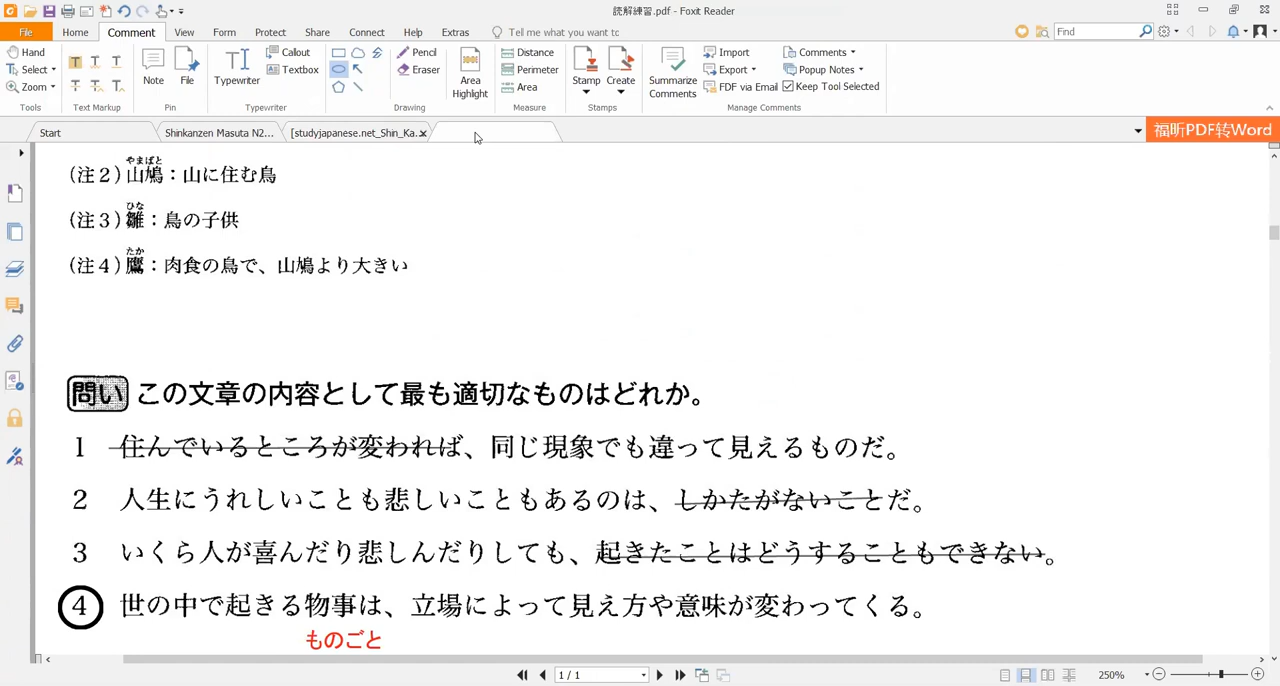 読解練習.pdf - Foxit Reader
File Home Comment View Form Protect Share Connect Help Extras Tell me what you want to Find
Hand
Select
Zoom
Tools
Text Markup
Note
File
Pin
Typewriter
Callout
Textbox
Typewriter
Pencil
Eraser
Drawing
Area Highlight
Distance
Perimeter
Area
Measure
Stamp
Create
Stamps
Summarize Comments
Import
Export
FDF via Email
Comments
Popup Notes
Keep Tool Selected
Manage Comments
Start Shinkanzen Masuta N2... [studyjapanese.net_Shin_Ka... 福昕PDF转Word
やまばと
(注2)山鳩：山に住む鳥
ひな
(注3)雛：鳥の子供
たか
(注4)鷹：肉食の鳥で、山鳩より大きい
問い この文章の内容として最も適切なものはどれか。
1 住んでいるところが変われば、同じ現象でも違って見えるものだ。
2 人生にうれしいことも悲しいこともあるのは、しかたがないことだ。
3 いくら人が喜んだり悲しんだりしても、起きたことはどうすることもできない。
4 世の中で起きる物事は、立場によって見え方や意味が変わってくる。
ものごと
1 / 1
250%